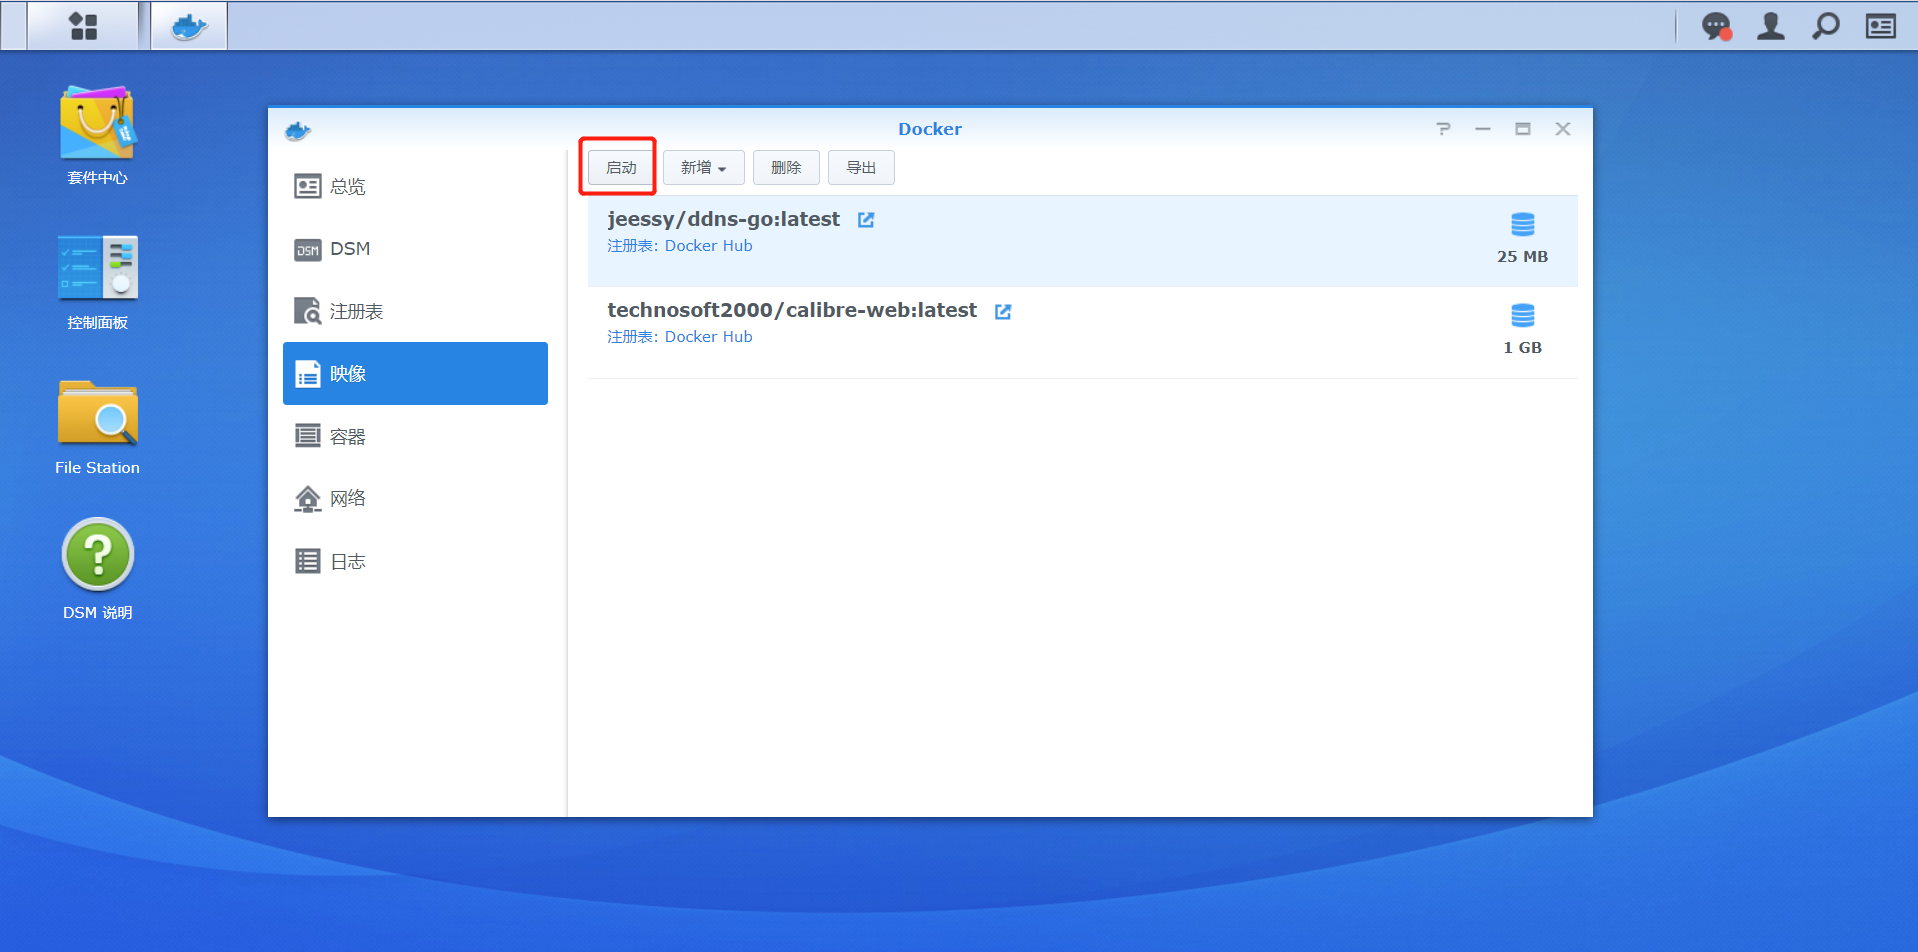 套件中心
控制面板
File Station
DSM 说明
Docker
总览
DSM
注册表
映像
容器
网络
日志
启动 新增 删除 导出
jeessy/ddns-go:latest
注册表: Docker Hub
25 MB
technosoft2000/calibre-web:latest
注册表: Docker Hub
1 GB